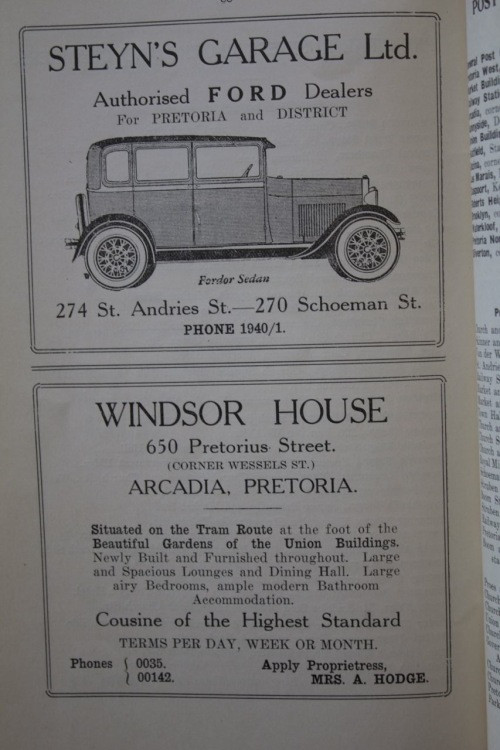 STEYN'S GARAGE Ltd.
Authorised FORD Dealers
For PRETORIA and DISTRICT
Fordor Sedan
274 St. Andries St.—270 Schoeman St.
PHONE 1940/1.
WINDSOR HOUSE
650 Pretorius Street.
(CORNER WESSELS ST.)
ARCADIA, PRETORIA.
Situated on the Tram Route at the foot of the
Beautiful Gardens of the Union Buildings.
Newly Built and Furnished throughout. Large
and Spacious Lounges and Dining Hall. Large
airy Bedrooms, ample modern Bathroom
Accommodation.
Cousine of the Highest Standard
TERMS PER DAY, WEEK OR MONTH.
Phones { 0035. Apply Proprietress,
00142. MRS. A. HODGE.
POST